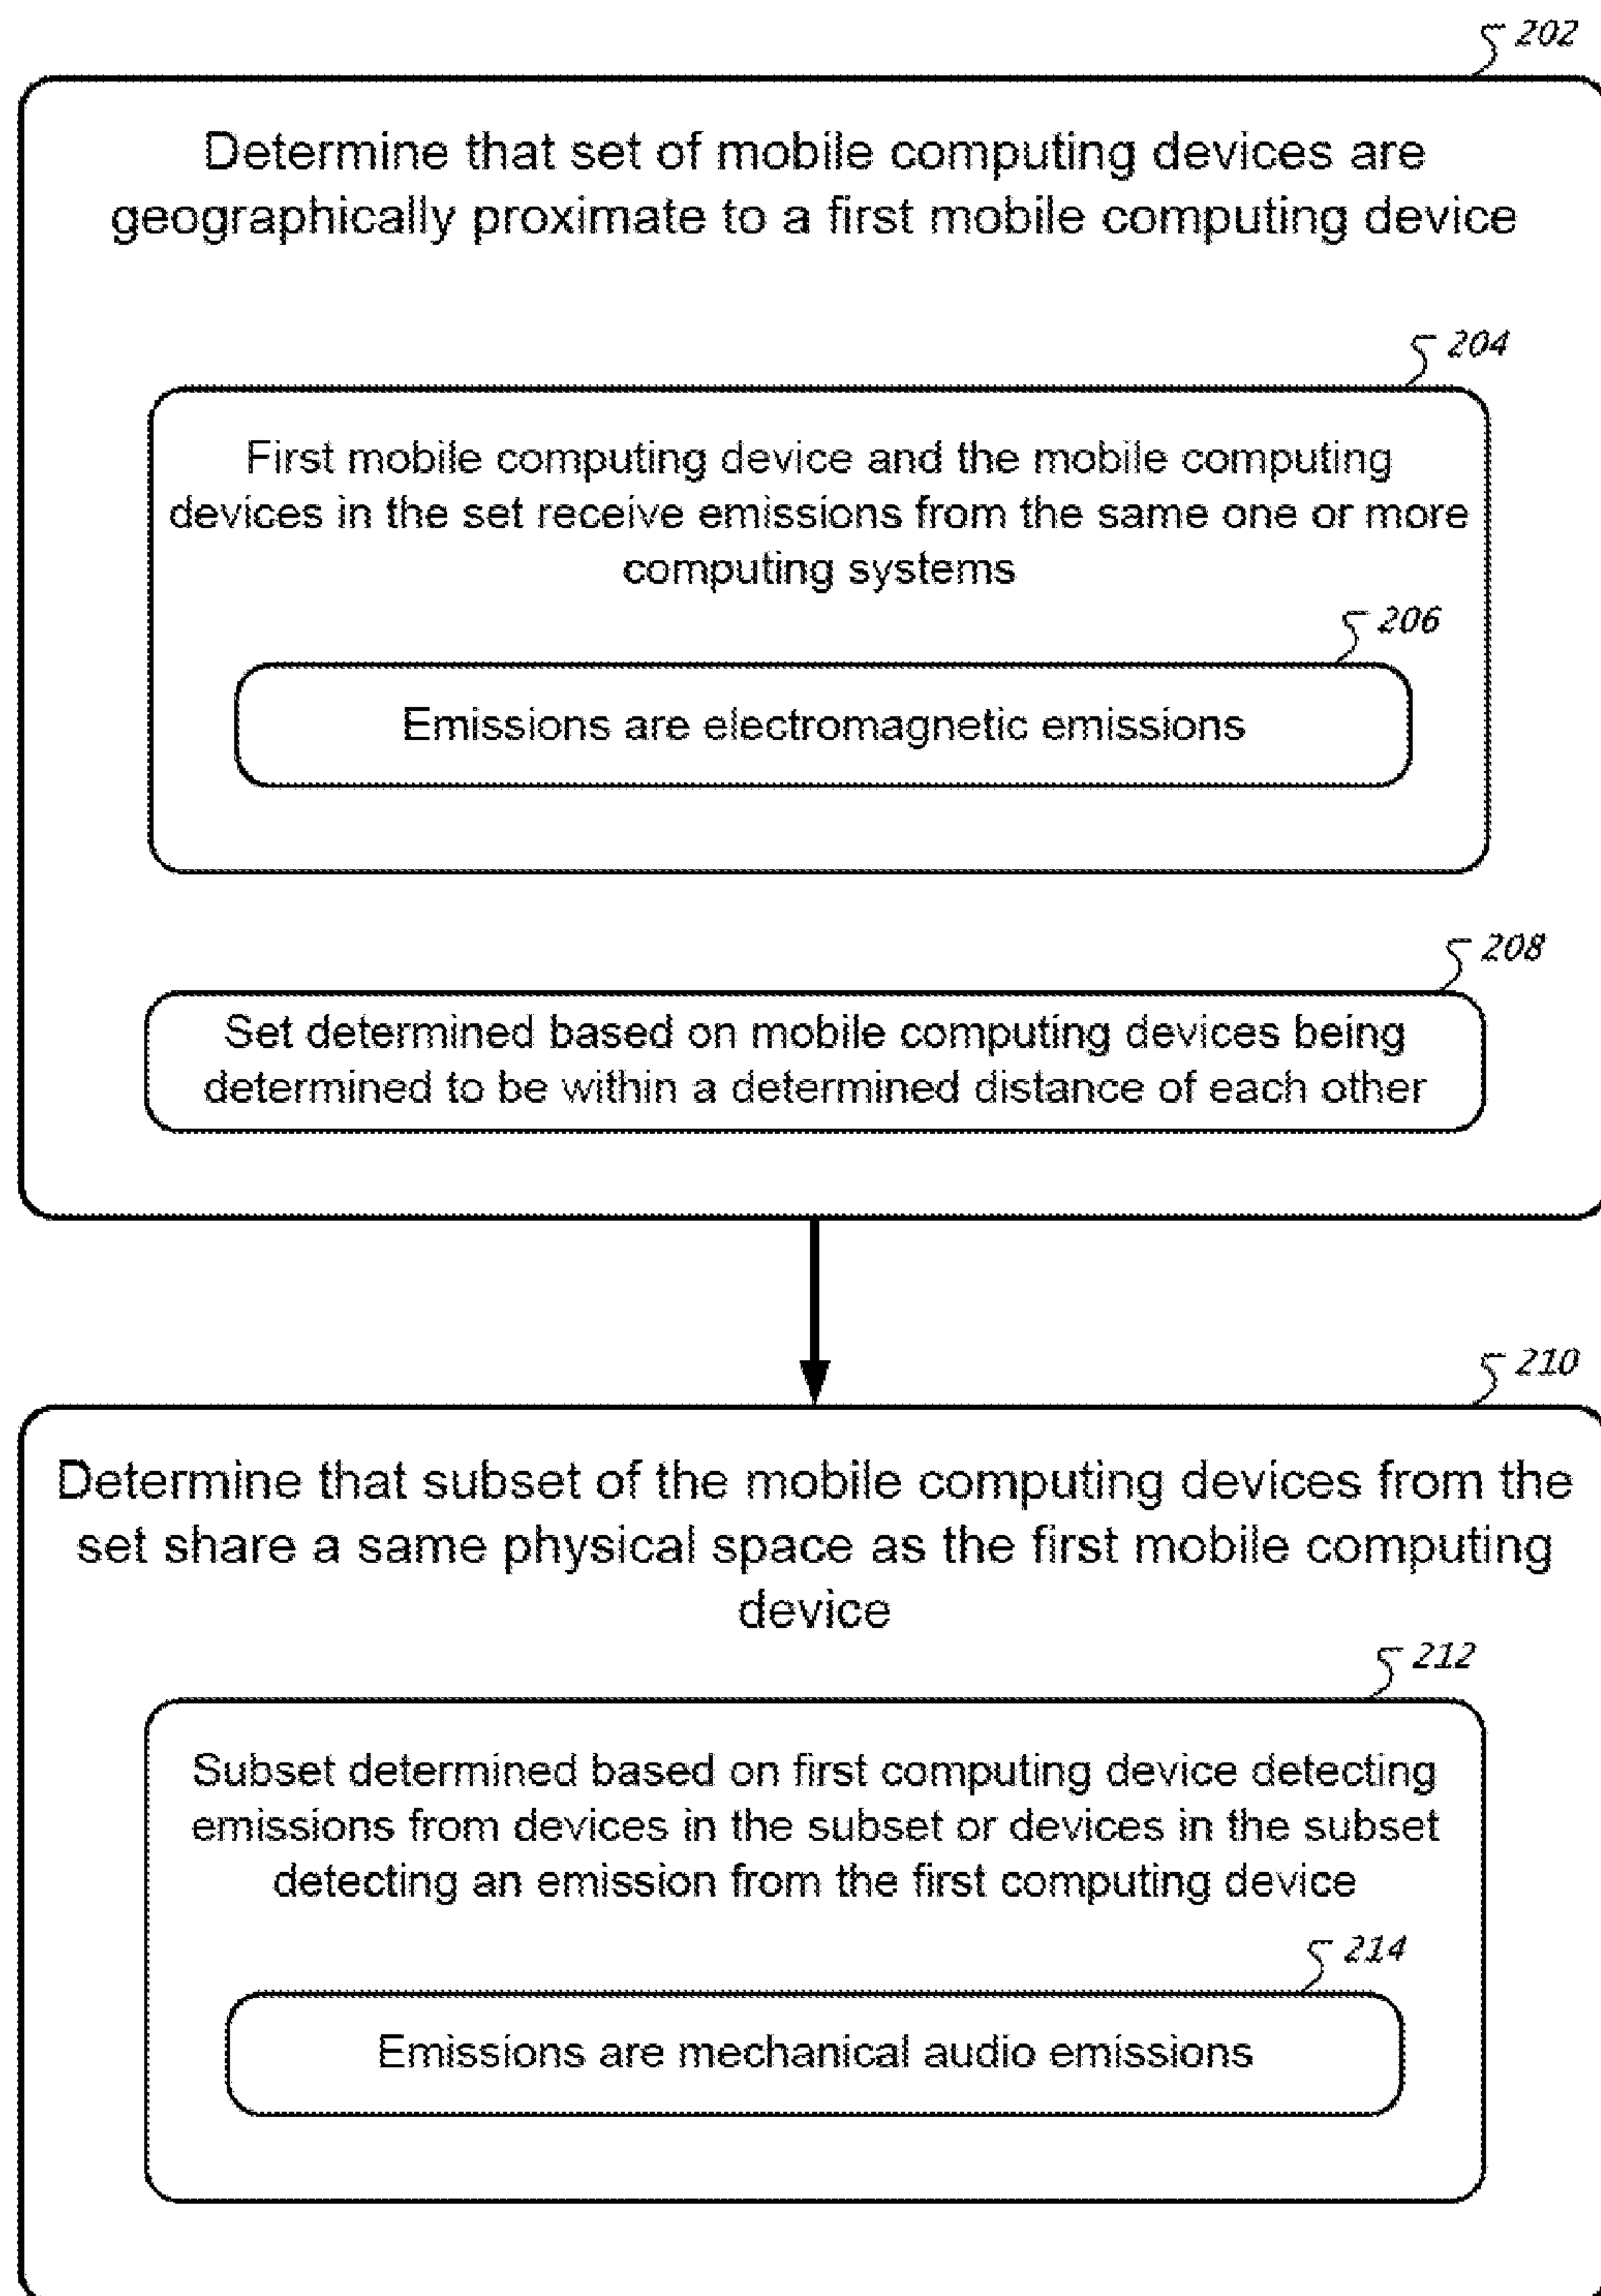 202
Determine that set of mobile computing devices are
geographically proximate to a first mobile computing device
204
First mobile computing device and the mobile computing
devices in the set receive emissions from the same one or more
computing systems
206
Emissions are electromagnetic emissions
208
Set determined based on mobile computing devices being
determined to be within a determined distance of each other
210
Determine that subset of the mobile computing devices from the
set share a same physical space as the first mobile computing
device
212
Subset determined based on first computing device detecting
emissions from devices in the subset or devices in the subset
detecting an emission from the first computing device
214
Emissions are mechanical audio emissions